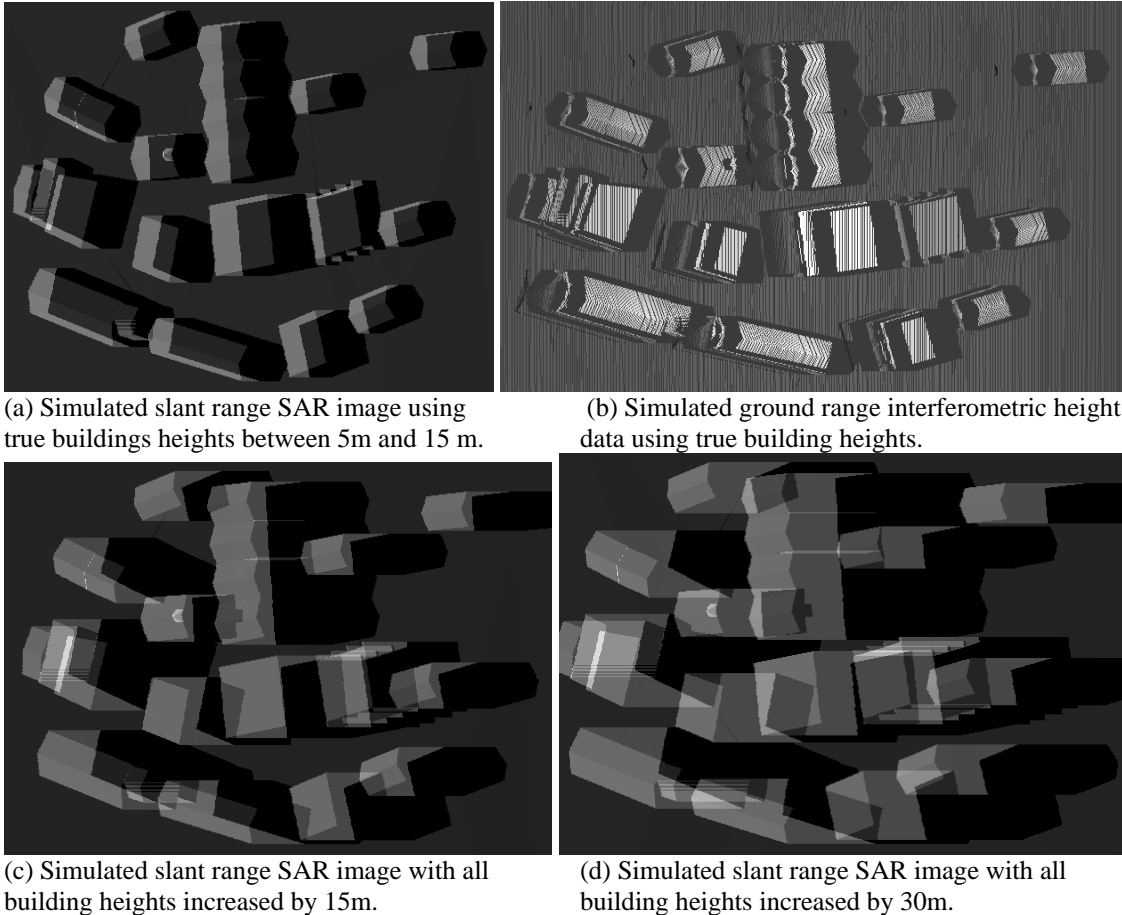 (a) Simulated slant range SAR image using
true buildings heights between 5m and 15 m.
(b) Simulated ground range interferometric height
data using true building heights.
(c) Simulated slant range SAR image with all
building heights increased by 15m.
(d) Simulated slant range SAR image with all
building heights increased by 30m.